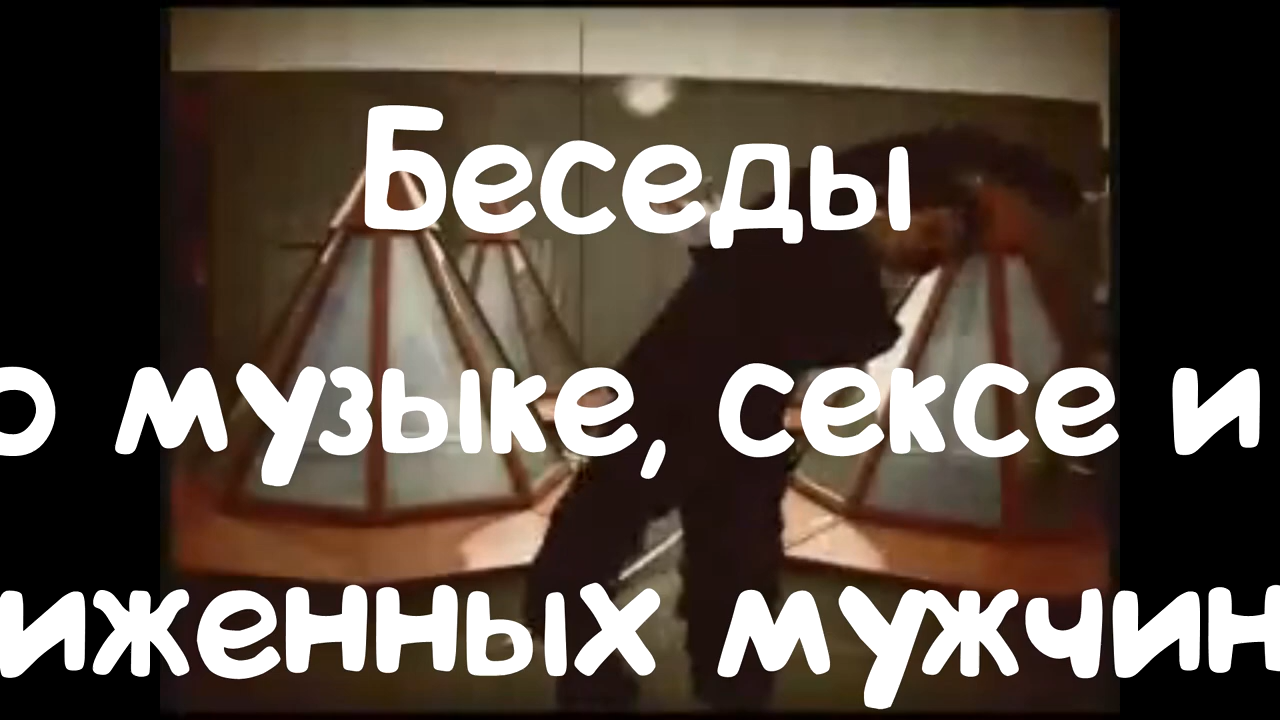 Беседы
о музыке, сексе и
иженных мужчин